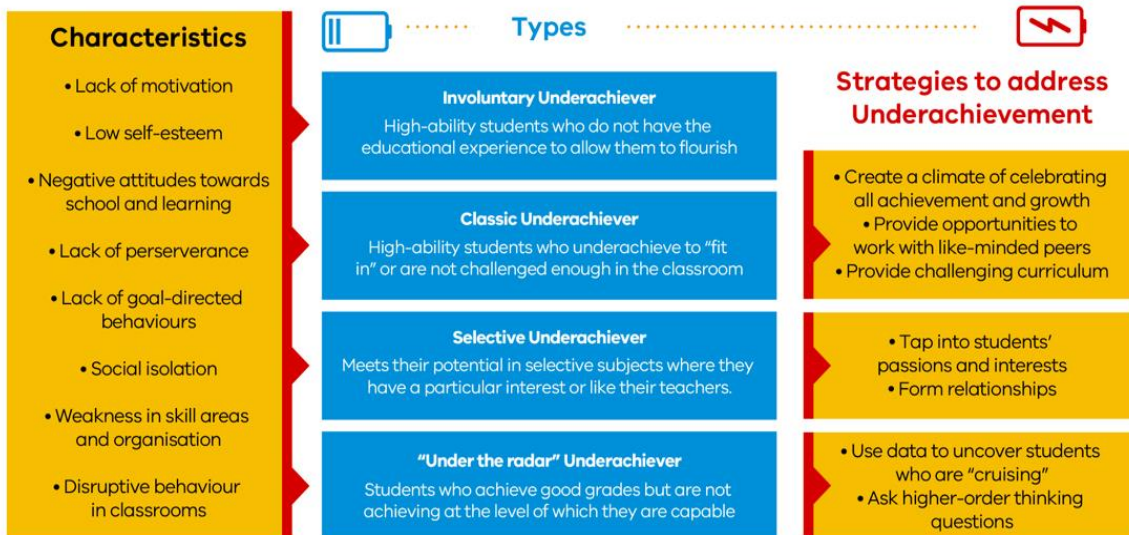 Characteristics
• Lack of motivation
• Low self-esteem
• Negative attitudes towards
school and learning
• Lack of perserverance
• Lack of goal-directed
behaviours
• Social isolation
• Weakness in skill areas
and organisation
• Disruptive behaviour
in classrooms
Types
Involuntary Underachiever
High-ability students who do not have the
educational experience to allow them to flourish
Classic Underachiever
High-ability students who underachieve to “fit
in” or are not challenged enough in the classroom
Selective Underachiever
Meets their potential in selective subjects where they
have a particular interest or like their teachers.
“Under the radar” Underachiever
Students who achieve good grades but are not
achieving at the level of which they are capable
Strategies to address
Underachievement
• Create a climate of celebrating
all achievement and growth
• Provide opportunities to
work with like-minded peers
• Provide challenging curriculum
• Tap into students’
passions and interests
• Form relationships
• Use data to uncover students
who are “cruising”
• Ask higher-order thinking
questions